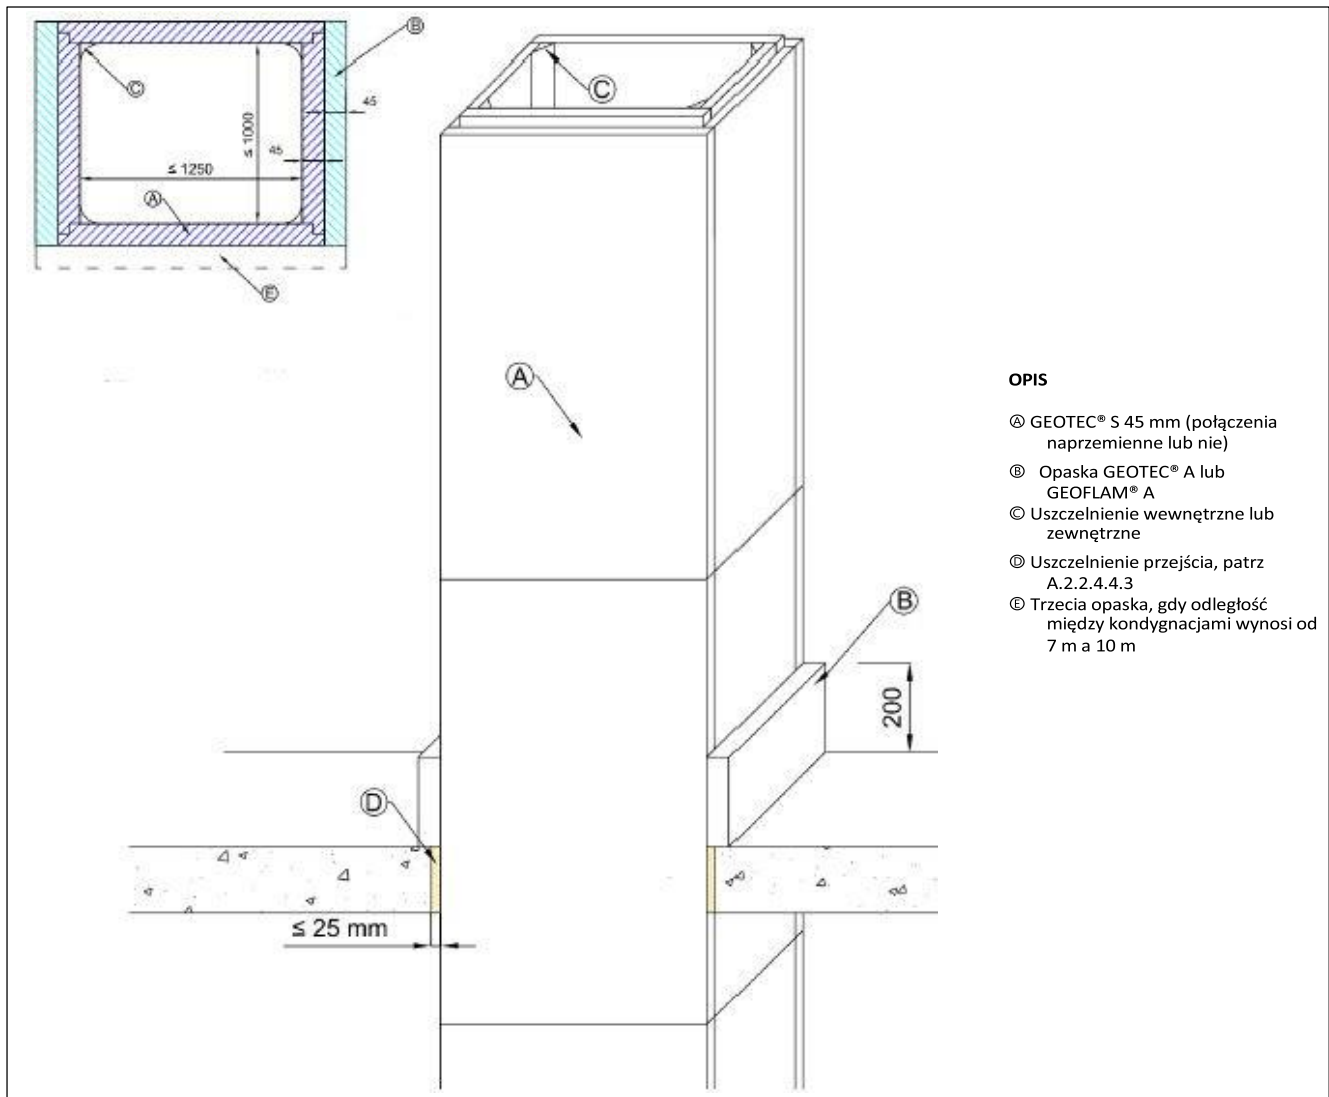 Ⓑ
Ⓒ
45
≤ 1000
45
≤ 1250
Ⓐ
Ⓔ
Ⓒ
Ⓐ
Ⓑ
200
Ⓓ
≤ 25 mm
OPIS
Ⓐ GEOTEC® S 45 mm (połączenia
naprzemienne lub nie)
Ⓑ Opaska GEOTEC® A lub
GEOFLAM® A
Ⓒ Uszczelnienie wewnętrzne lub
zewnętrzne
Ⓓ Uszczelnienie przejścia, patrz
A.2.2.4.4.3
Ⓔ Trzecia opaska, gdy odległość
między kondygnacjami wynosi od
7 m a 10 m